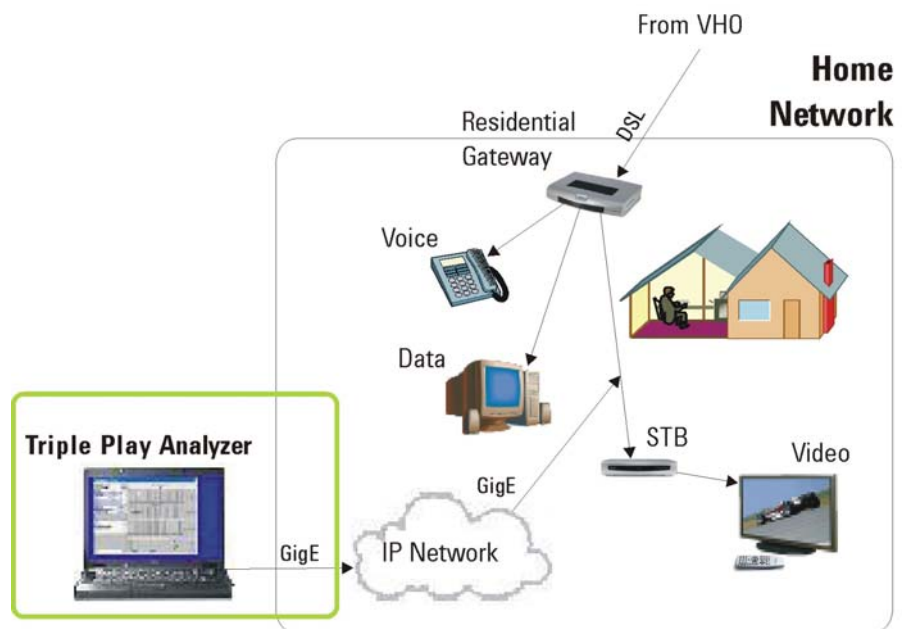 From VHO
Home
Network
DSL
Residential
Gateway
Voice
Data
Triple Play Analyzer
STB
Video
GigE
IP Network
GigE